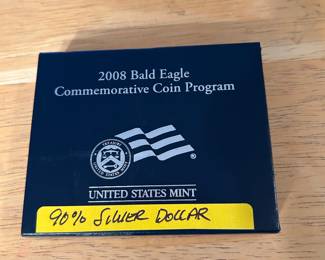 2008 Bald Eagle
Commemorative Coin Program
UNITED STATES MINT
90% SILVER DOLLAR